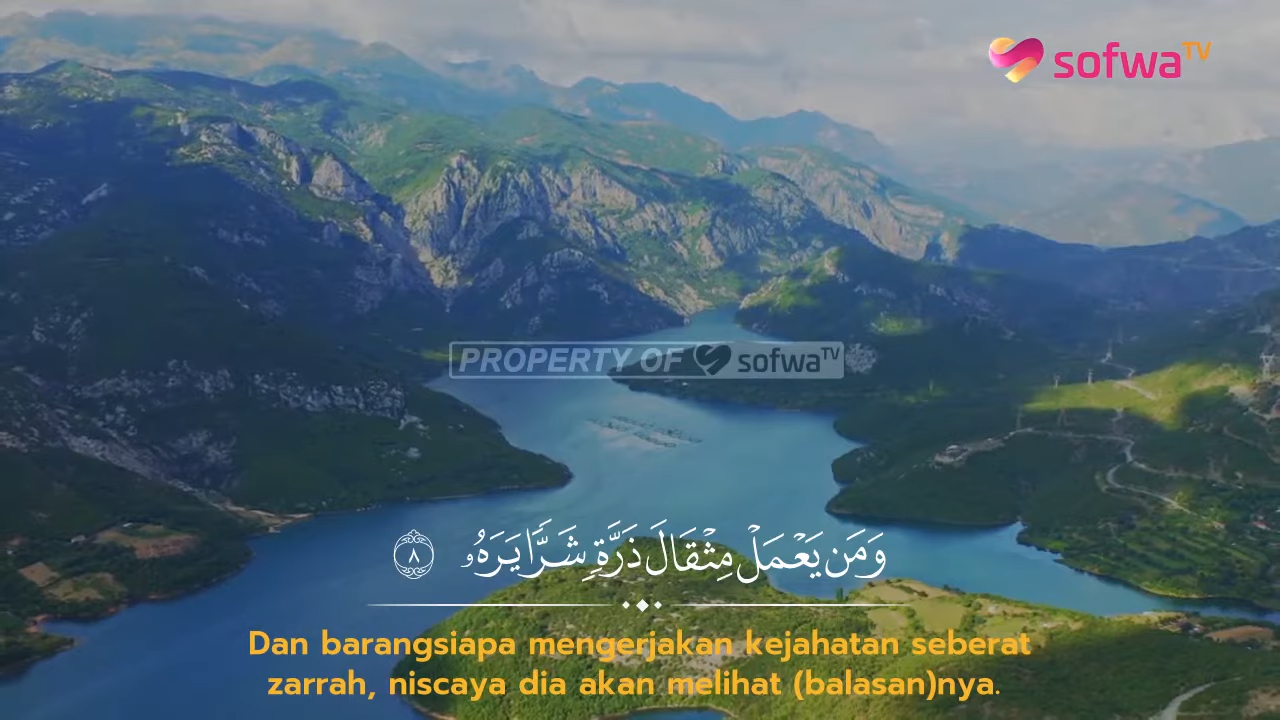 sofwaTV
PROPERTY OF sofwaTV
وَمَن يَعْمَلْ مِثْقَالَ ذَرَّةٍ شَرًّا يَرَهُۥ ٨
Dan barangsiapa mengerjakan kejahatan seberat
zarrah, niscaya dia akan melihat (balasan)nya.